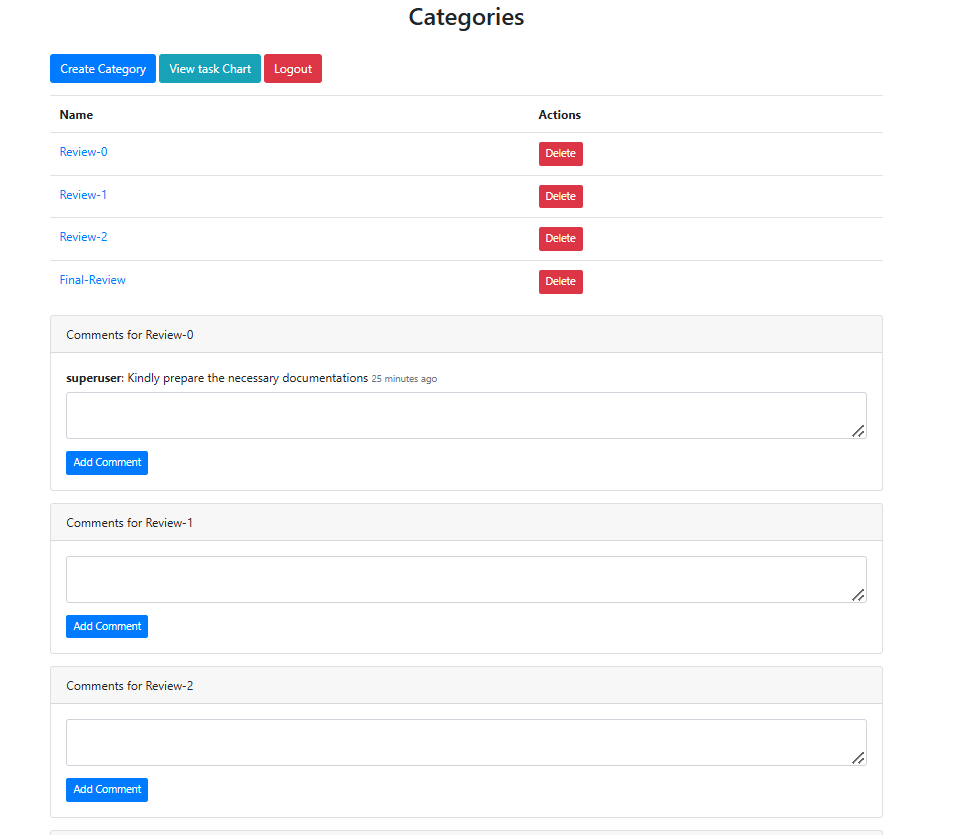 Categories
Create Category View task Chart Logout
Name Actions
Review-0 Delete
Review-1 Delete
Review-2 Delete
Final-Review Delete
Comments for Review-0
superuser: Kindly prepare the necessary documentations 25 minutes ago
Add Comment
Comments for Review-1
Add Comment
Comments for Review-2
Add Comment